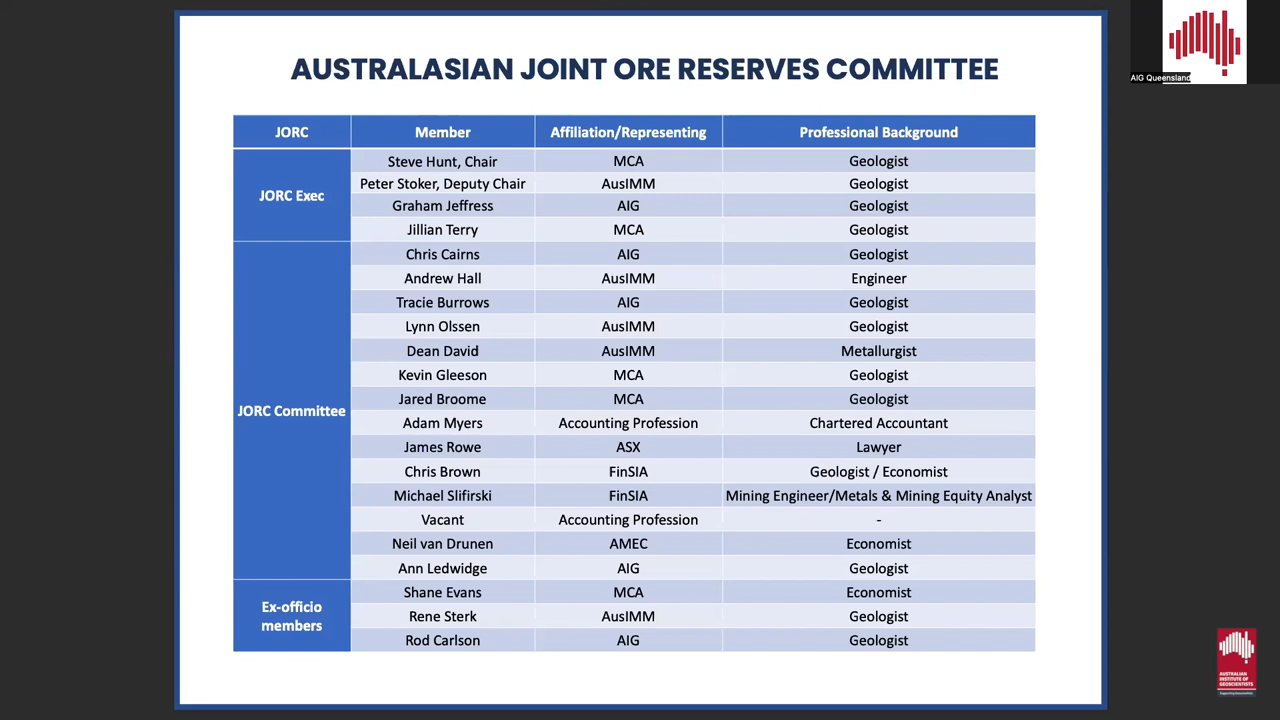 AUSTRALASIAN JOINT ORE RESERVES COMMITTEE
JORC Member Affiliation/Representing Professional Background
JORC Exec
Steve Hunt, Chair MCA Geologist
Peter Stoker, Deputy Chair AusIMM Geologist
Graham Jeffress AIG Geologist
Jillian Terry MCA Geologist
JORC Committee
Chris Cairns AIG Geologist
Andrew Hall AusIMM Engineer
Tracie Burrows AIG Geologist
Lynn Olssen AusIMM Geologist
Dean David AusIMM Metallurgist
Kevin Gleeson MCA Geologist
Jared Broome MCA Geologist
Adam Myers Accounting Profession Chartered Accountant
James Rowe ASX Lawyer
Chris Brown FinSIA Geologist / Economist
Michael Slifirski FinSIA Mining Engineer/Metals & Mining Equity Analyst
Vacant Accounting Profession -
Neil van Drunen AMEC Economist
Ann Ledwidge AIG Geologist
Ex-officio
members
Shane Evans MCA Economist
Rene Sterk AusIMM Geologist
Rod Carlson AIG Geologist
AIG Queensland
AUSTRALIAN
INSTITUTE OF
GEOSCIENTISTS